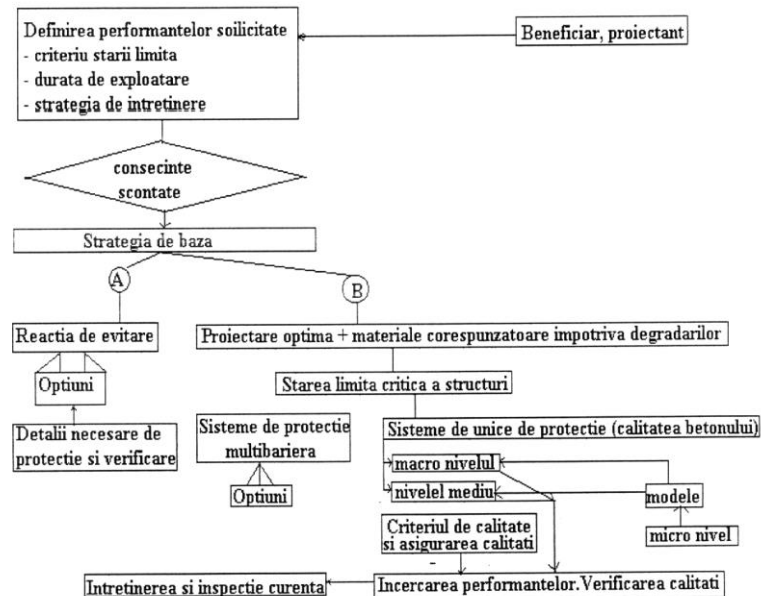 Definirea performantelor soilicitate
- criteriu starii limita
- durata de exploatare
- strategia de intretinere
Beneficiar, proiectant
consecinte
scontate
Strategia de baza
A
B
Reactia de evitare
Proiectare optima + materiale corespunzatoare impotriva degradarilor
Optiuni
Starea limita critica a structuri
Detalii necesare de
protectie si verificare
Sisteme de protectie
multibariera
Optiuni
Sisteme de unice de protectie (calitatea betonului)
macro nivelul
nivelel mediu
modele
micro nivel
Criteriul de calitate
si asigurarea calitati
Intretinerea si inspectie curenta
Incercarea performantelor.Verificarea calitati